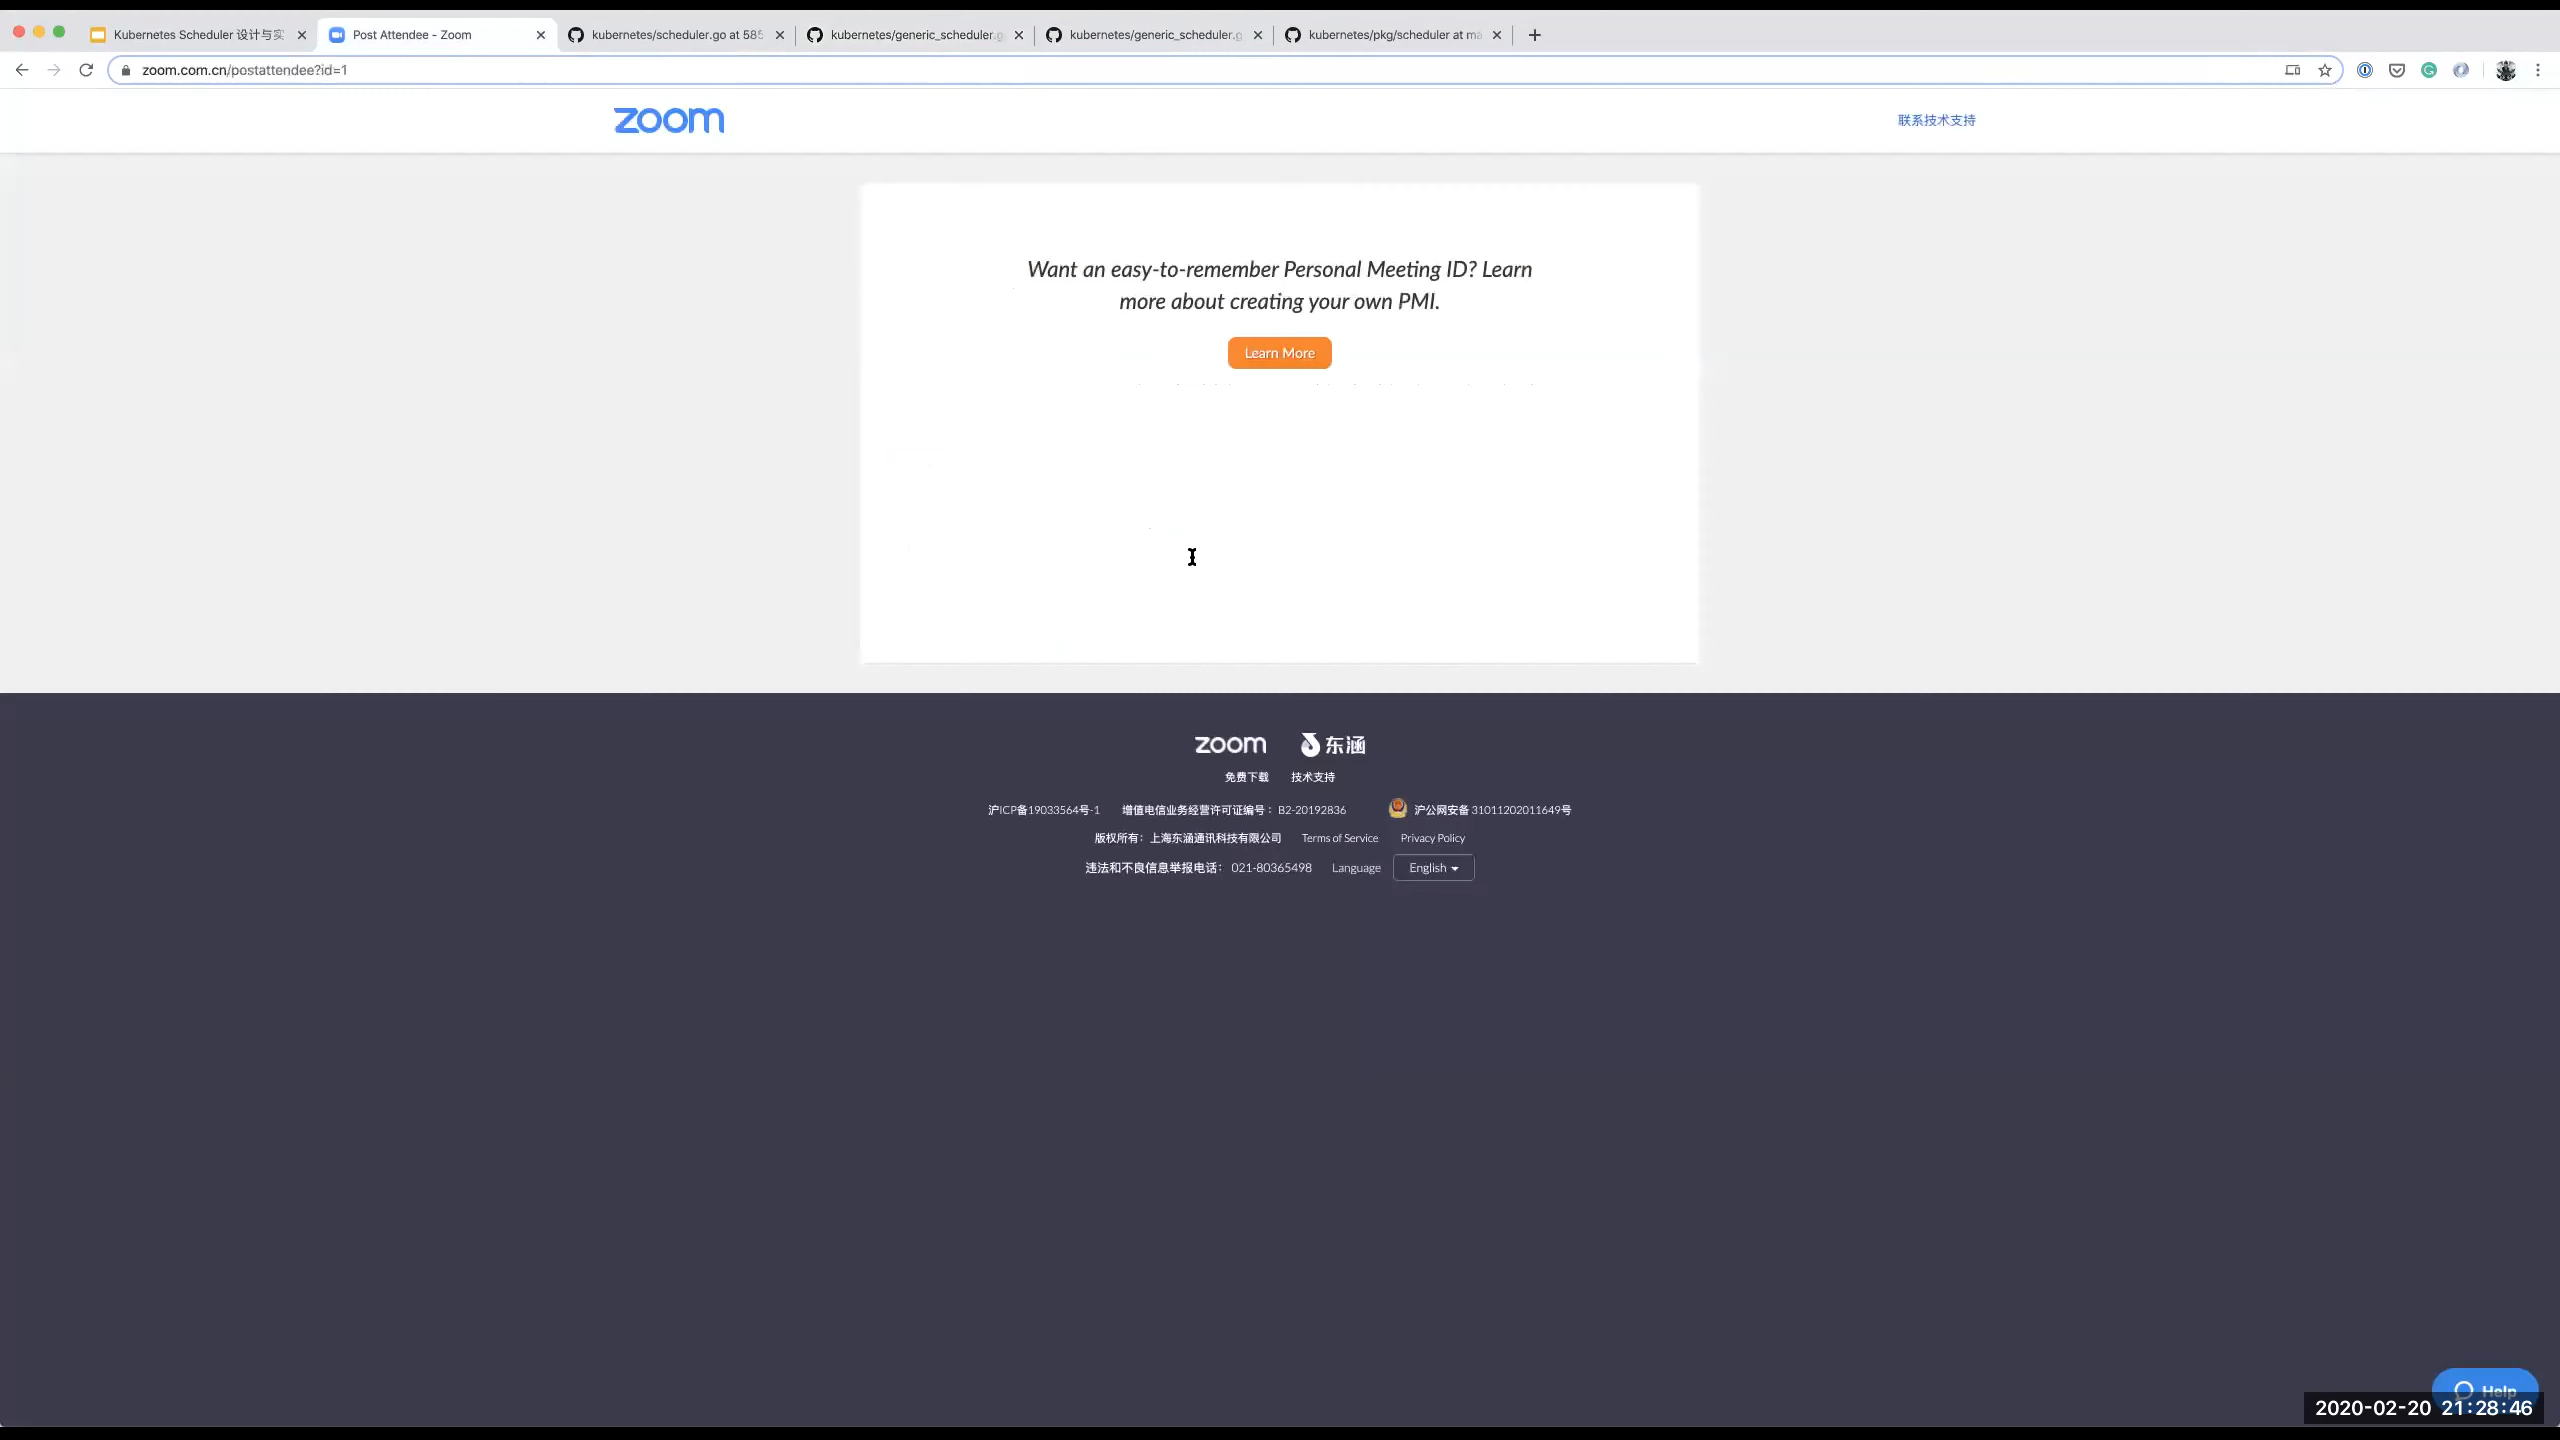 Kubernetes Scheduler 设计与实
Post Attendee - Zoom
kubernetes/scheduler.go at 585
kubernetes/generic_scheduler.g
kubernetes/generic_scheduler.g
kubernetes/pkg/scheduler at ma
zoom.com.cn/postattendee?id=1
zoom
联系技术支持
Want an easy-to-remember Personal Meeting ID? Learn
more about creating your own PMI.
Learn More
zoom 东涵
免费下载 技术支持
沪ICP备19033564号-1 增值电信业务经营许可证编号： B2-20192836 沪公网安备 31011202011649号
版权所有：上海东涵通讯科技有限公司 Terms of Service Privacy Policy
违法和不良信息举报电话： 021-80365498 Language English
Help
2020-02-20 21:28:46